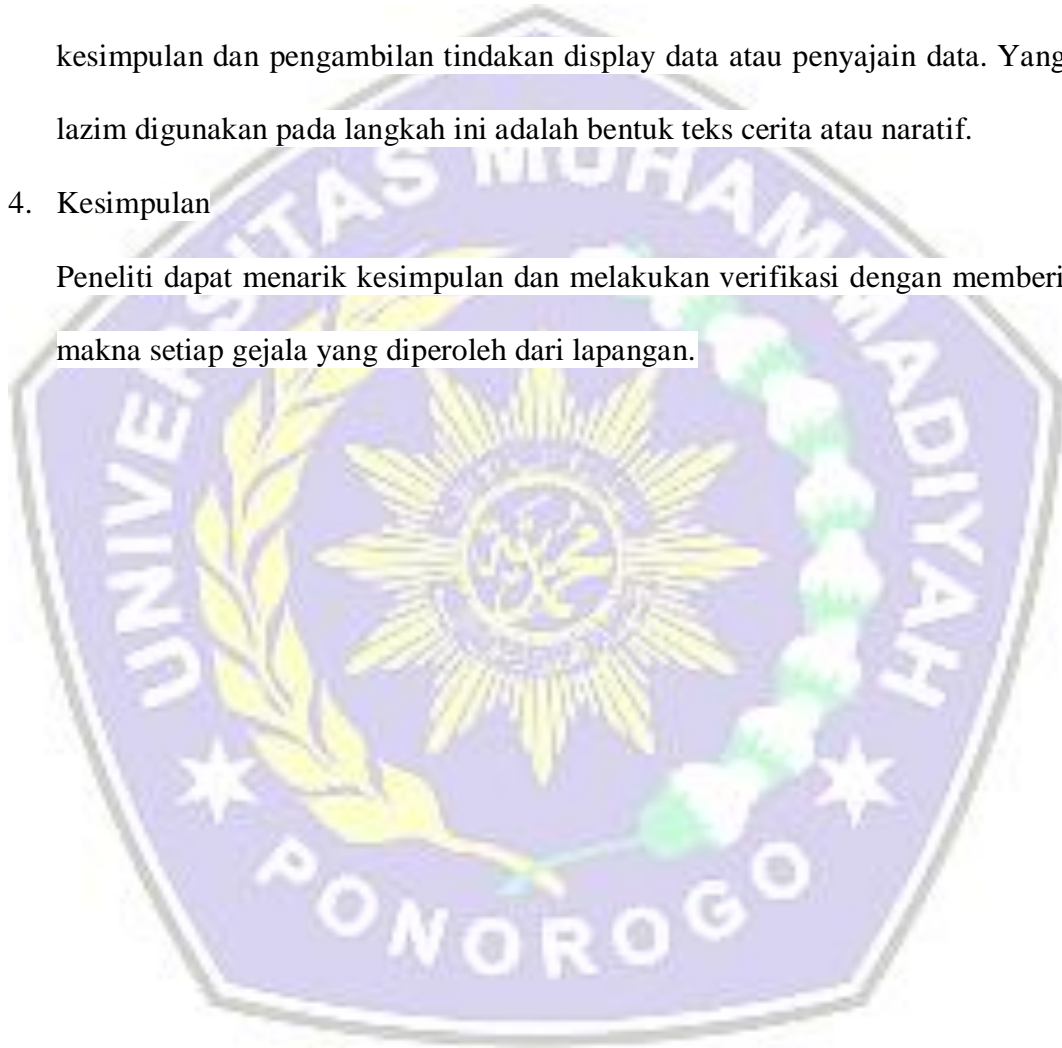 kesimpulan dan pengambilan tindakan display data atau penyajain data. Yang
lazim digunakan pada langkah ini adalah bentuk teks cerita atau naratif.
4. Kesimpulan
Peneliti dapat menarik kesimpulan dan melakukan verifikasi dengan memberi
makna setiap gejala yang diperoleh dari lapangan.
UNIVERSITAS MUHAMMADIYAH
PONOROGO